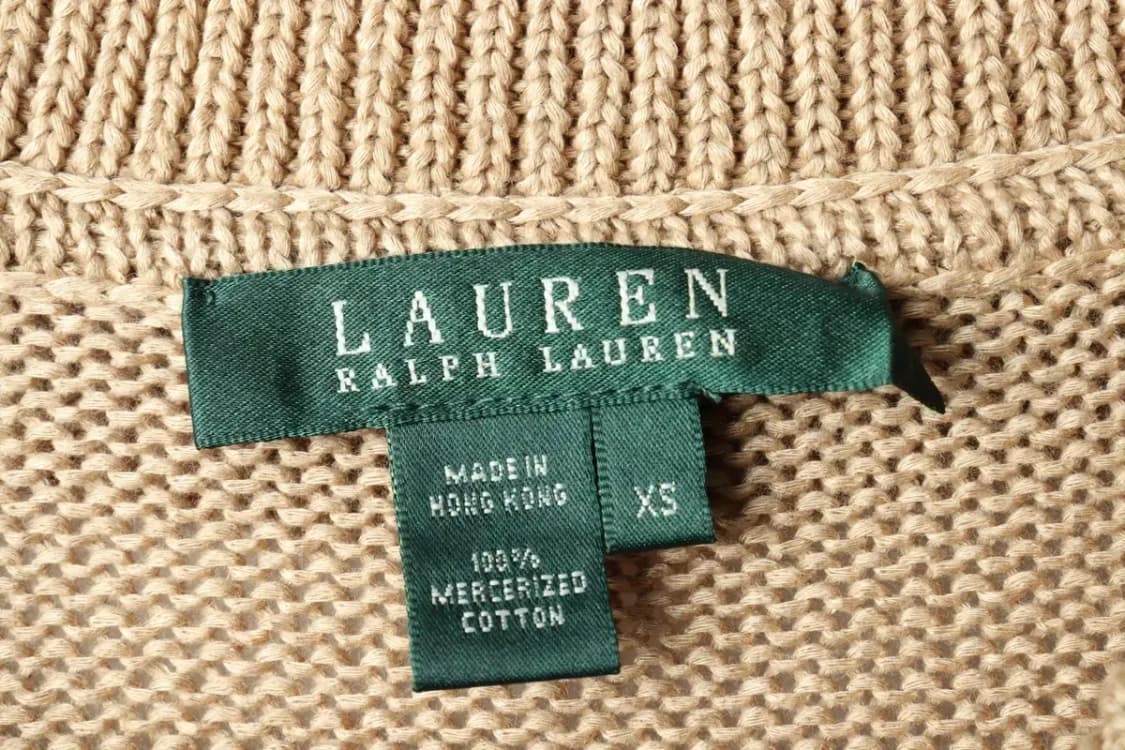 LAUREN
RALPH LAUREN
MADE IN
HONG KONG
100%
MERCERIZED
COTTON
XS